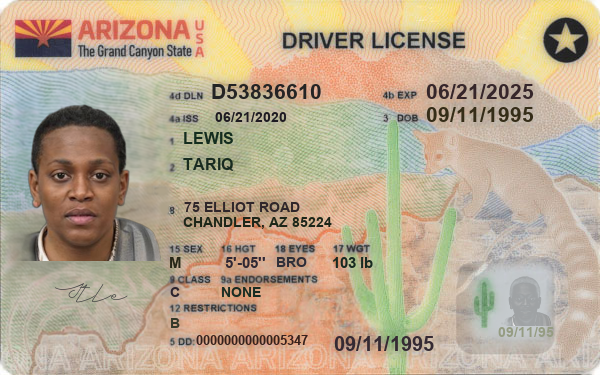 ARIZONA USA
The Grand Canyon State
DRIVER LICENSE
4d DLN D53836610
4b EXP 06/21/2025
4a ISS 06/21/2020
3 DOB 09/11/1995
1 LEWIS
2 TARIQ
8 75 ELLIOT ROAD
CHANDLER, AZ 85224
15 SEX 16 HGT 18 EYES 17 WGT
M 5'-05" BRO 103 lb
9 CLASS 9a ENDORSEMENTS
C NONE
12 RESTRICTIONS
B
5 DD: 0000000000005347
09/11/1995
09/11/95
ARIZONA ARIZONA ARIZONA